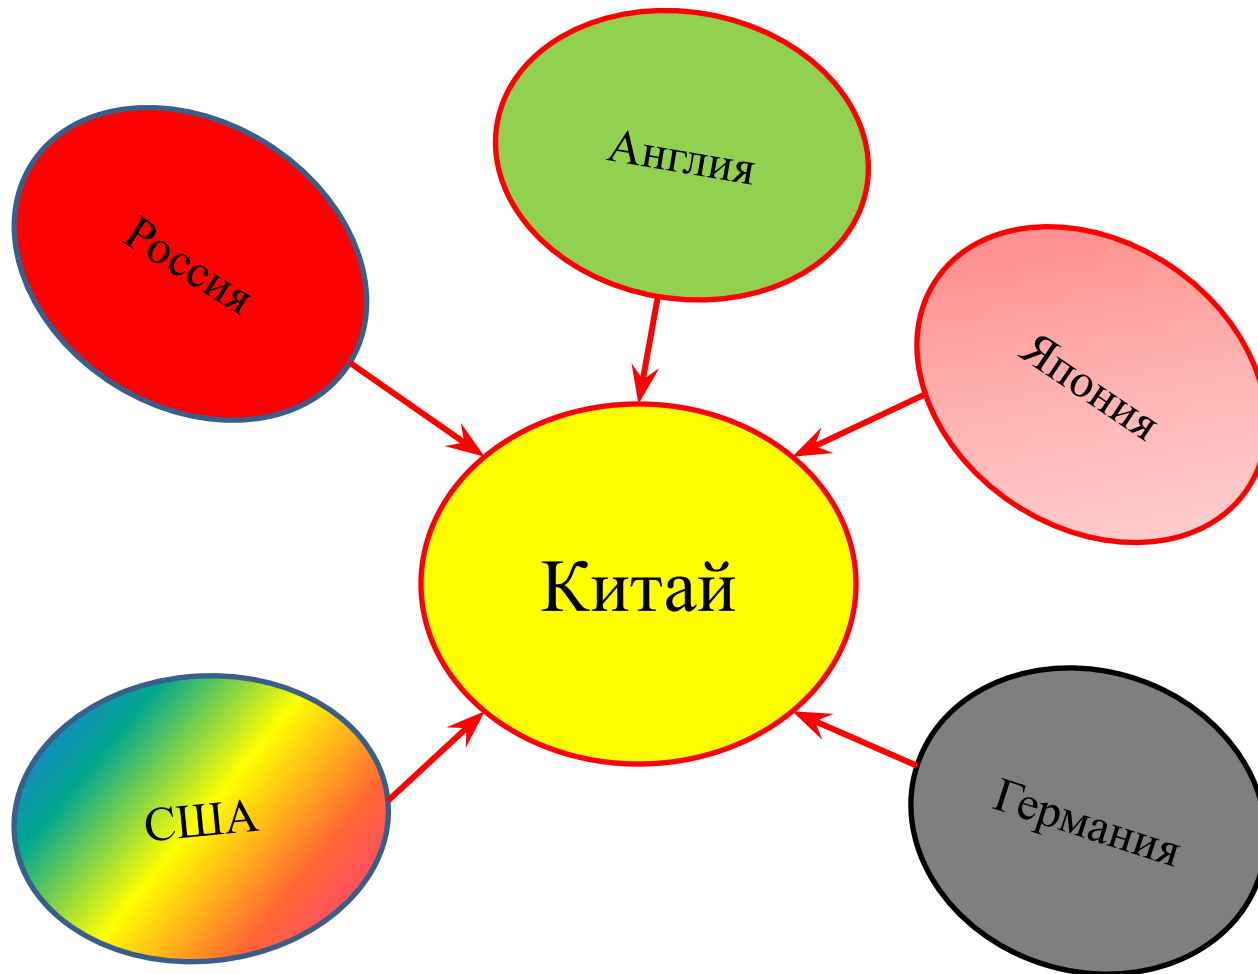 Англия
Россия
Япония
Китай
США
Германия